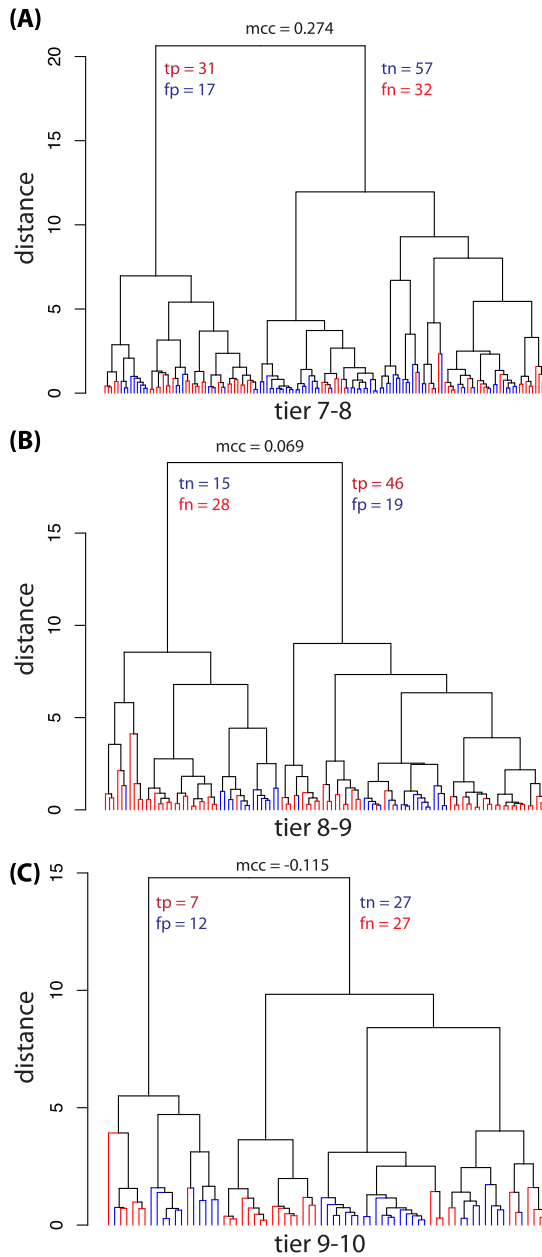 (A)
mcc = 0.274
tp = 31
fp = 17
tn = 57
fn = 32
distance
20
15
10
5
0
tier 7-8
(B)
mcc = 0.069
tn = 15
fn = 28
tp = 46
fp = 19
distance
15
10
5
0
tier 8-9
(C)
mcc = -0.115
tp = 7
fp = 12
tn = 27
fn = 27
distance
15
10
5
0
tier 9-10